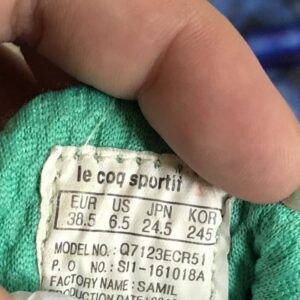 le coq sportif
EUR US JPN KOR
38.5 6.5 24.5 245
MODEL NO.: Q7123ECR51
P. O NO.: SI1-161018A
FACTORY NAME: SAMIL